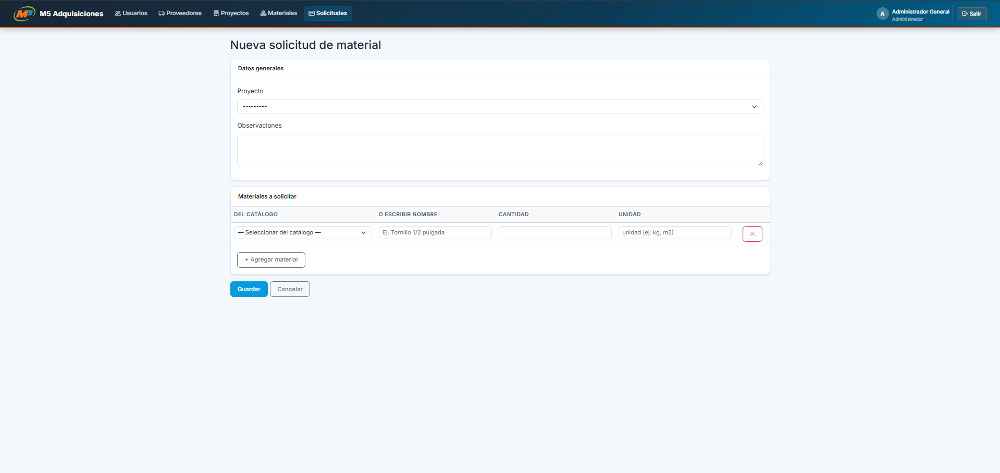 M5 M5 Adquisiciones Usuarios Proveedores Proyectos Materiales Solicitudes A Administrador General Salir
Administrador
Nueva solicitud de material
Datos generales
Proyecto
---------
Observaciones
Materiales a solicitar
DEL CATÁLOGO O ESCRIBIR NOMBRE CANTIDAD UNIDAD
— Seleccionar del catálogo — Ej: Tornillo 1/2 pulgada unidad (ej: kg, m2)
+ Agregar material
Guardar Cancelar